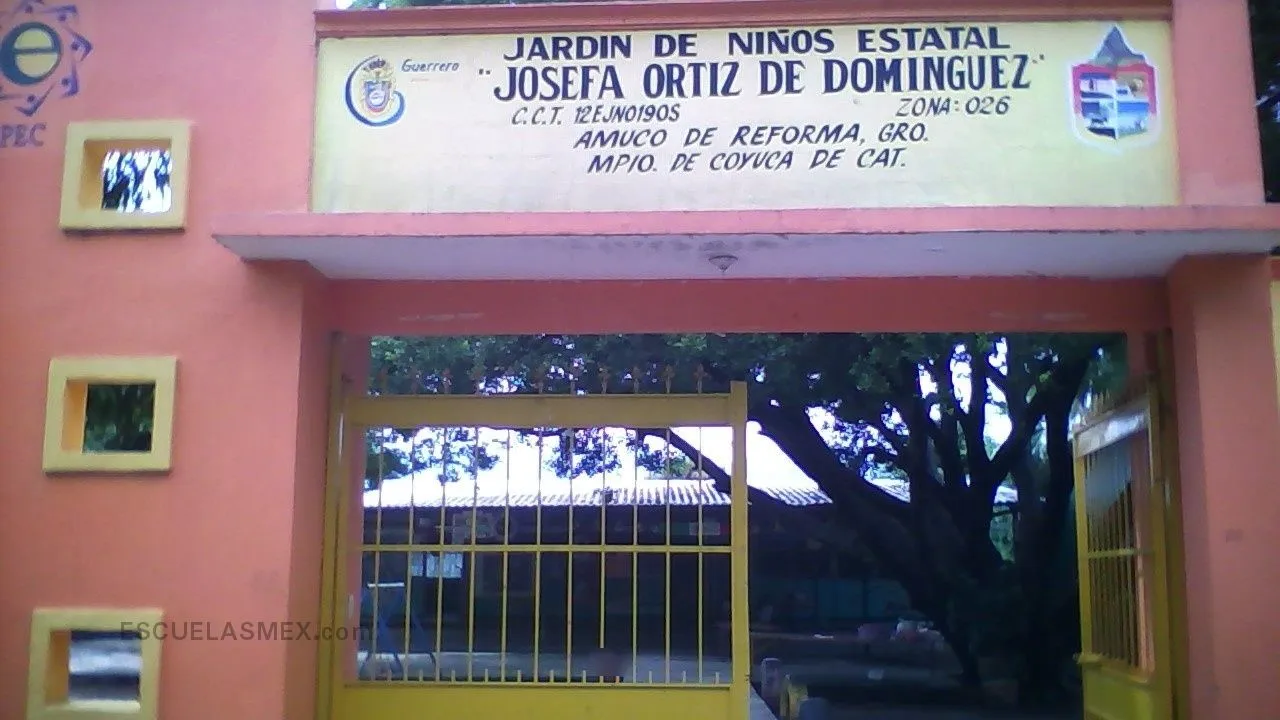 e
PEC
Guerrero
JARDIN DE NIÑOS ESTATAL
"JOSEFA ORTIZ DE DOMINGUEZ"
C.C.T. 12EJN0190S ZONA: 026
AMUCO DE REFORMA, GRO.
MPIO. DE COYUCA DE CAT.
ESCUELASMEX.com